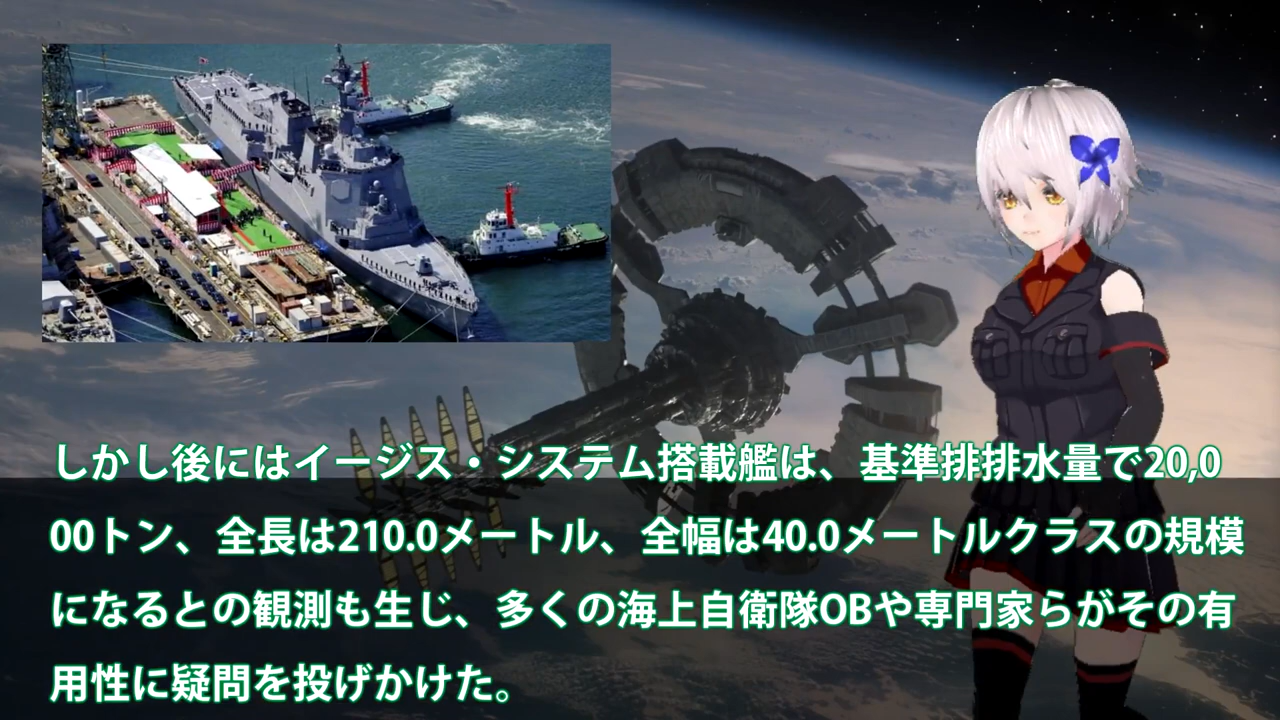 しかし後にはイージス・システム搭載艦は、基準排排水量で20,0
00トン、全長は210.0メートル、全幅は40.0メートルクラスの規模
になるとの観測も生じ、多くの海上自衛隊OBや専門家らがその有
用性に疑問を投げかけた。